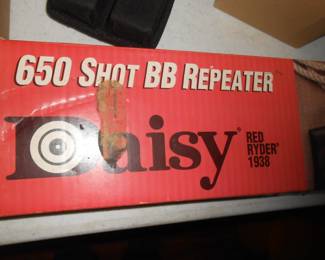 650 SHOT BB REPEATER
Daisy®
RED
RYDER®
1938